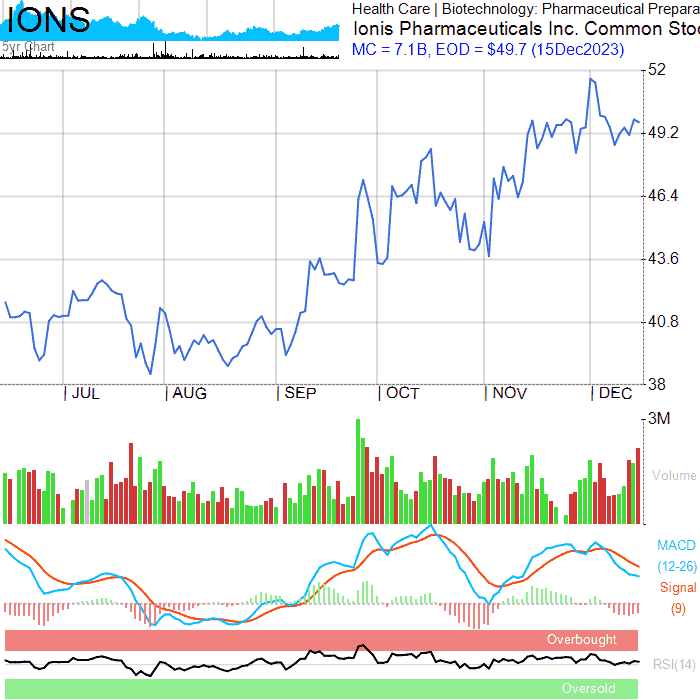 IONS
5yr Chart
Health Care | Biotechnology: Pharmaceutical Prepara
Ionis Pharmaceuticals Inc. Common Stoc
MC = 7.1B, EOD = $49.7 (15Dec2023)
52
49.2
46.4
43.6
40.8
38
| JUL | AUG | SEP | OCT | NOV | DEC
3M
Volume
MACD
(12-26)
Signal
(9)
Overbought
RSI(14)
Oversold